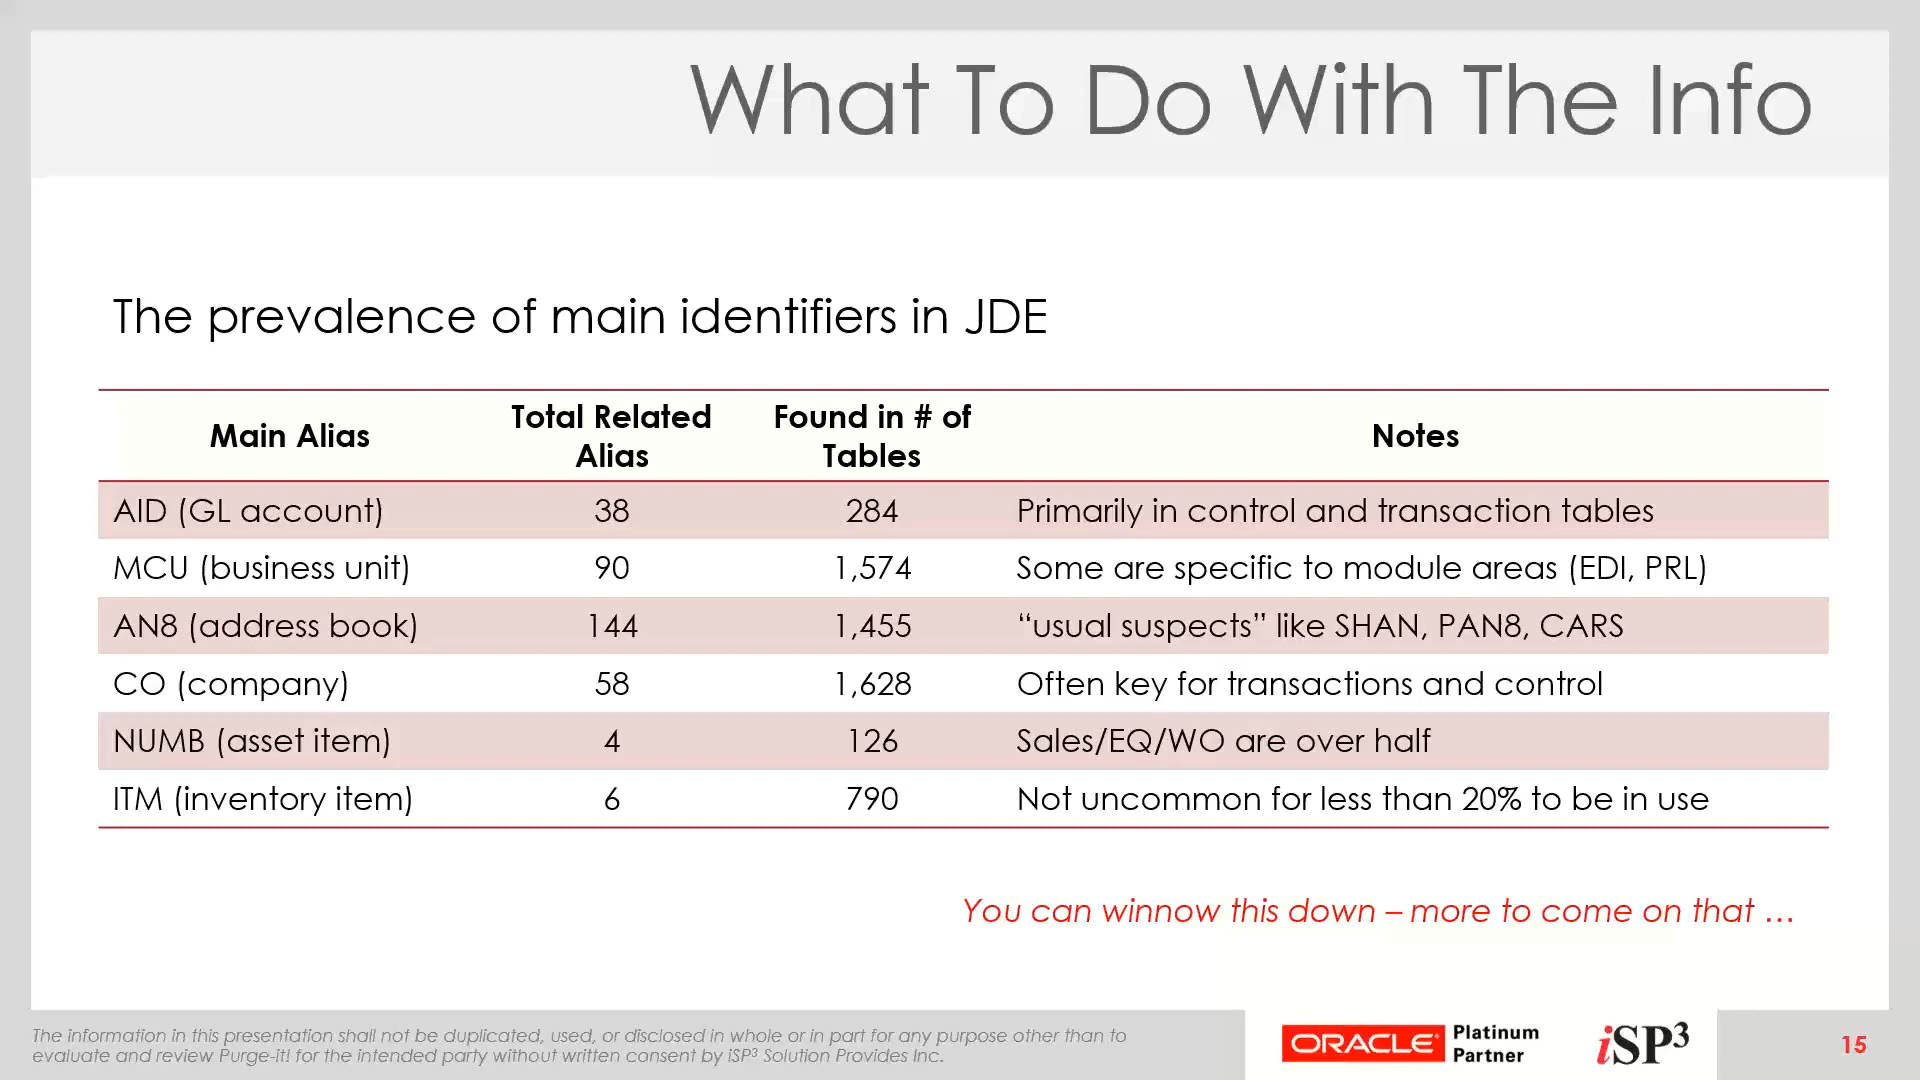 What To Do With The Info
The prevalence of main identifiers in JDE
Main Alias Total Related Alias Found in # of Tables Notes
AID (GL account) 38 284 Primarily in control and transaction tables
MCU (business unit) 90 1,574 Some are specific to module areas (EDI, PRL)
AN8 (address book) 144 1,455 “usual suspects” like SHAN, PAN8, CARS
CO (company) 58 1,628 Often key for transactions and control
NUMB (asset item) 4 126 Sales/EQ/WO are over half
ITM (inventory item) 6 790 Not uncommon for less than 20% to be in use
You can winnow this down – more to come on that …
The information in this presentation shall not be duplicated, used, or disclosed in whole or in part for any purpose other than to
evaluate and review Purge-it! for the intended party without written consent by iSP³ Solution Provides Inc.
ORACLE Platinum Partner
iSP³
15